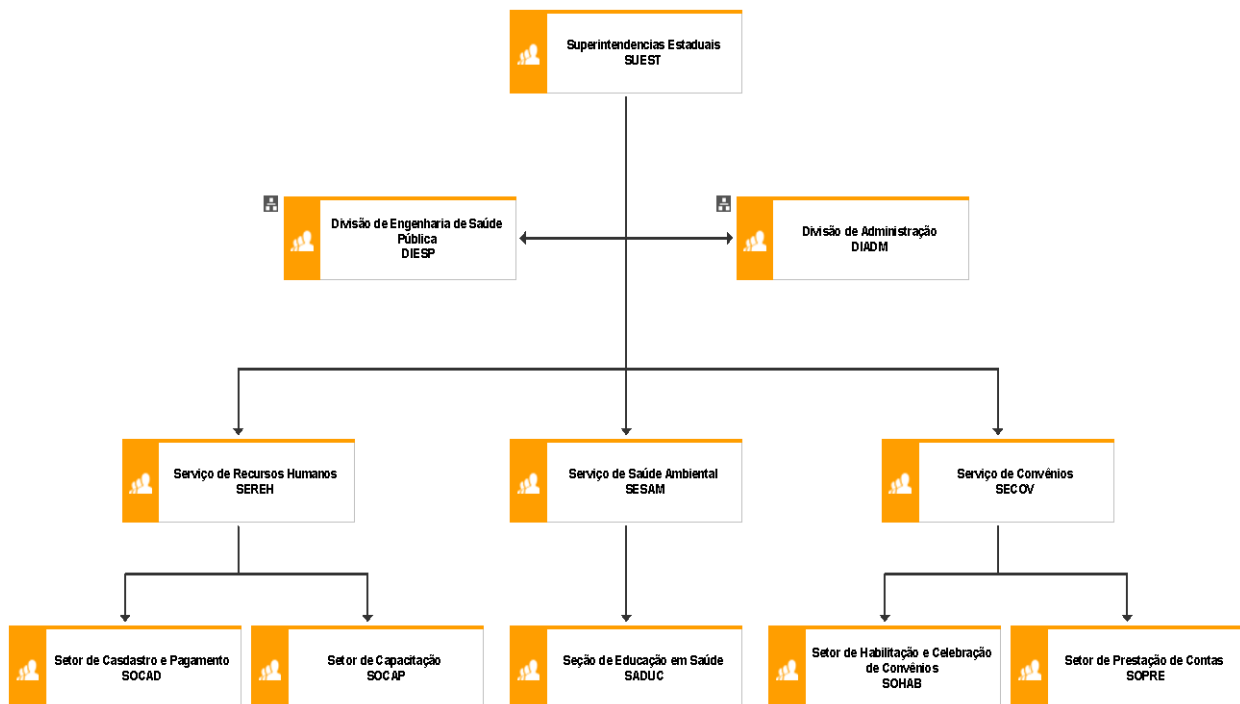 Superintendencias Estaduais
SUEST
Divisão de Engenharia de Saúde
Pública
DIESP
Divisão de Administração
DIADM
Serviço de Recursos Humanos
SEREH
Serviço de Saúde Ambiental
SESAM
Serviço de Convênios
SECOV
Setor de Casdastro e Pagamento
SOCAD
Setor de Capacitação
SOCAP
Seção de Educação em Saúde
SADUC
Setor de Habilitação e Celebração
de Convênios
SOHAB
Setor de Prestação de Contas
SOPRE